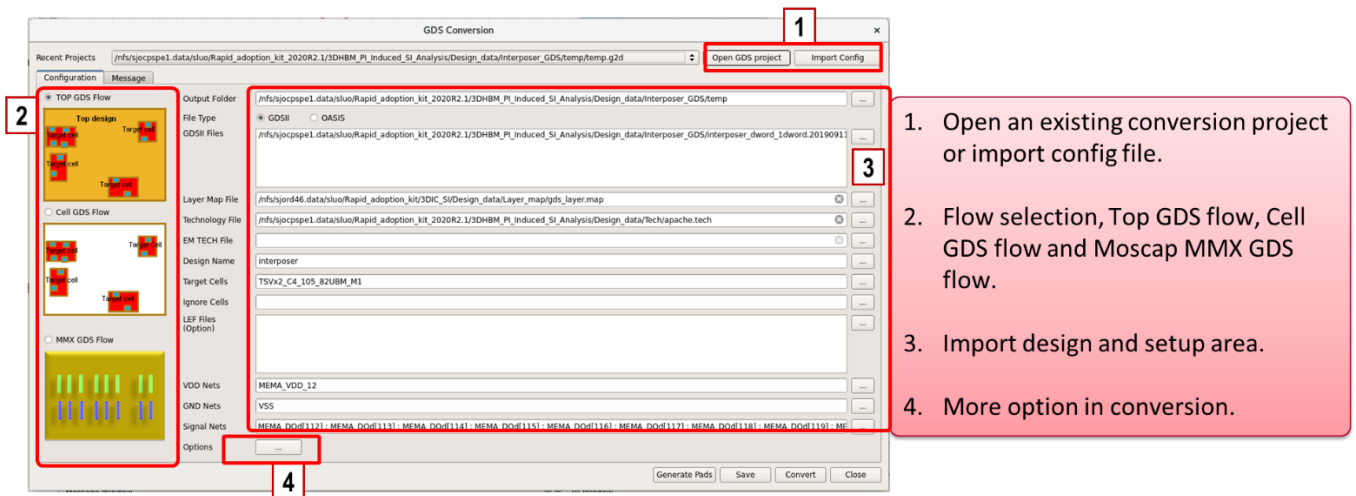 GDS Conversion
1
Recent Projects /nfs/sjocpspe1.data/sluo/Rapid_adoption_kit_2020R2.1/3DHBM_PI_Induced_SI_Analysis/Design_data/Interposer_GDS/temp/temp.g2d Open GDS project Import Config
Configuration Message
2
TOP GDS Flow
Top design
Target cell
Target cell
Target cell
Target cell
Cell GDS Flow
Target cell
Target cell
Target cell
Target cell
MMX GDS Flow
Output Folder /nfs/sjocpspe1.data/sluo/Rapid_adoption_kit_2020R2.1/3DHBM_PI_Induced_SI_Analysis/Design_data/Interposer_GDS/temp ...
File Type GDSII OASIS
GDSII Files /nfs/sjocpspe1.data/sluo/Rapid_adoption_kit_2020R2.1/3DHBM_PI_Induced_SI_Analysis/Design_data/Interposer_GDS/interposer_dword_1dword.20190911 ...
3
Layer Map File /nfs/sjord46.data/sluo/Rapid_adoption_kit/3DIC_SI/Design_data/Layer_map/gds_layer.map ...
Technology File /nfs/sjocpspe1.data/sluo/Rapid_adoption_kit_2020R2.1/3DHBM_PI_Induced_SI_Analysis/Design_data/Tech/apache.tech ...
EM TECH File ...
Design Name interposer ...
Target Cells TSVx2_C4_105_82UBM_M1 ...
Ignore Cells ...
LEF Files ...
(Option)
VDD Nets MEMA_VDD_12 ...
GND Nets VSS ...
Signal Nets MEMA_DQd[112] ; MEMA_DQd[113] ; MEMA_DQd[114] ; MEMA_DQd[115] ; MEMA_DQd[116] ; MEMA_DQd[117] ; MEMA_DQd[118] ; MEMA_DQd[119] ; ME ...
Options ...
4
Generate Pads Save Convert Close
1. Open an existing conversion project
or import config file.
2. Flow selection, Top GDS flow, Cell
GDS flow and Moscap MMX GDS
flow.
3. Import design and setup area.
4. More option in conversion.